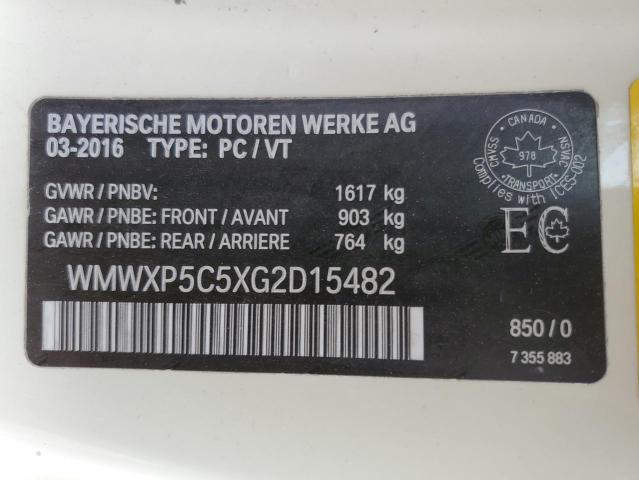 BAYERISCHE MOTOREN WERKE AG
03-2016 TYPE: PC / VT
GVWR / PNBV: 1617 kg
GAWR / PNBE: FRONT / AVANT 903 kg
GAWR / PNBE: REAR / ARRIERE 764 kg
WMWXP5C5XG2D15482
CANADA
CMVSS
NSVAC
978
TRANSPORT
Complies with ICES-002
EC
850 / 0
7 355 883